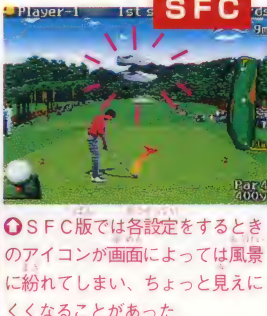 SFC
Player-1 1st s
Par4
400y
⬆SFC版では各設定をするとき
のアイコンが画面によっては風景
に紛れてしまい、ちょっと見えに
くくなることがあった